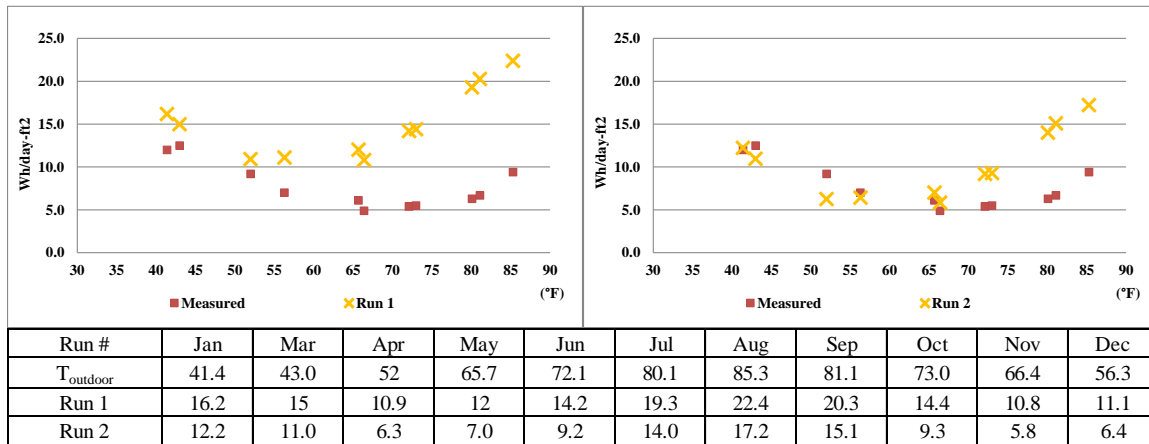 25.0
20.0
15.0
10.0
5.0
0.0
Wh/day-ft2
30 35 40 45 50 55 60 65 70 75 80 85 90
(°F)
Measured Run 1
25.0
20.0
15.0
10.0
5.0
0.0
30 35 40 45 50 55 60 65 70 75 80 85 90
(°F)
Measured Run 2
Run # Jan Mar Apr May Jun Jul Aug Sep Oct Nov Dec
Toutdoor 41.4 43.0 52 65.7 72.1 80.1 85.3 81.1 73.0 66.4 56.3
Run 1 16.2 15 10.9 12 14.2 19.3 22.4 20.3 14.4 10.8 11.1
Run 2 12.2 11.0 6.3 7.0 9.2 14.0 17.2 15.1 9.3 5.8 6.4